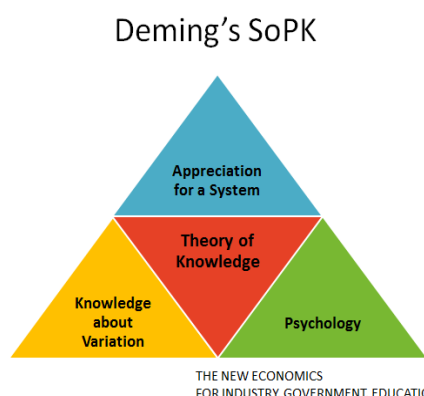 Deming's SoPK
Appreciation
for a System
Theory of
Knowledge
Knowledge
about
Variation
Psychology
THE NEW ECONOMICS
FOR INDUSTRY, GOVERNMENT, EDUCATIO